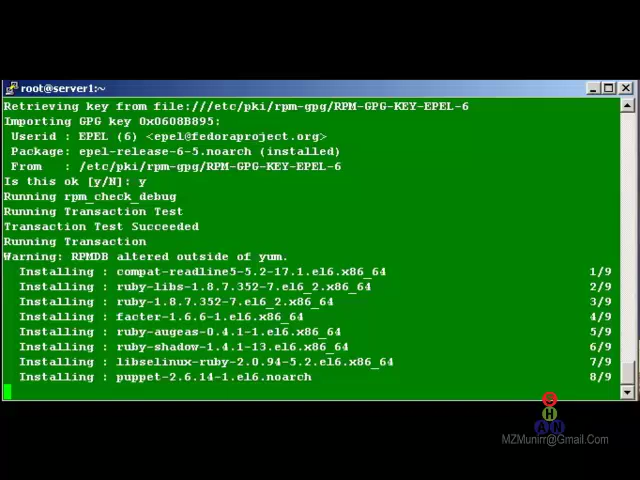 root@server1:~
Retrieving key from file:///etc/pki/rpm-gpg/RPM-GPG-KEY-EPEL-6
Importing GPG key 0x0608B895:
Userid : EPEL (6) <epel@fedoraproject.org>
Package: epel-release-6-5.noarch (installed)
From   : /etc/pki/rpm-gpg/RPM-GPG-KEY-EPEL-6
Is this ok [y/N]: y
Running rpm_check_debug
Running Transaction Test
Transaction Test Succeeded
Running Transaction
Warning: RPMDB altered outside of yum.
Installing : compat-readline5-5.2-17.1.el6.x86_64 1/9
Installing : ruby-libs-1.8.7.352-7.el6_2.x86_64 2/9
Installing : ruby-1.8.7.352-7.el6_2.x86_64 3/9
Installing : facter-1.6.6-1.el6.x86_64 4/9
Installing : ruby-augeas-0.4.1-1.el6.x86_64 5/9
Installing : ruby-shadow-1.4.1-13.el6.x86_64 6/9
Installing : libselinux-ruby-2.0.94-5.2.el6.x86_64 7/9
Installing : puppet-2.6.14-1.el6.noarch 8/9
H
A N
MZMunirr@Gmail.Com